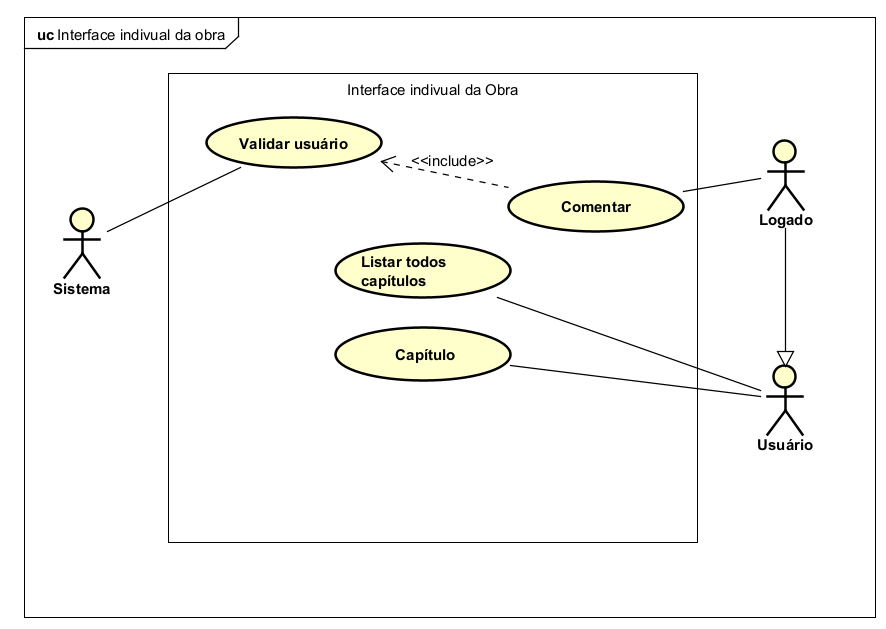 uc Interface indivual da obra
Interface indivual da Obra
Validar usuário
<<include>>
Comentar
Logado
Sistema
Listar todos
capítulos
Capítulo
Usuário